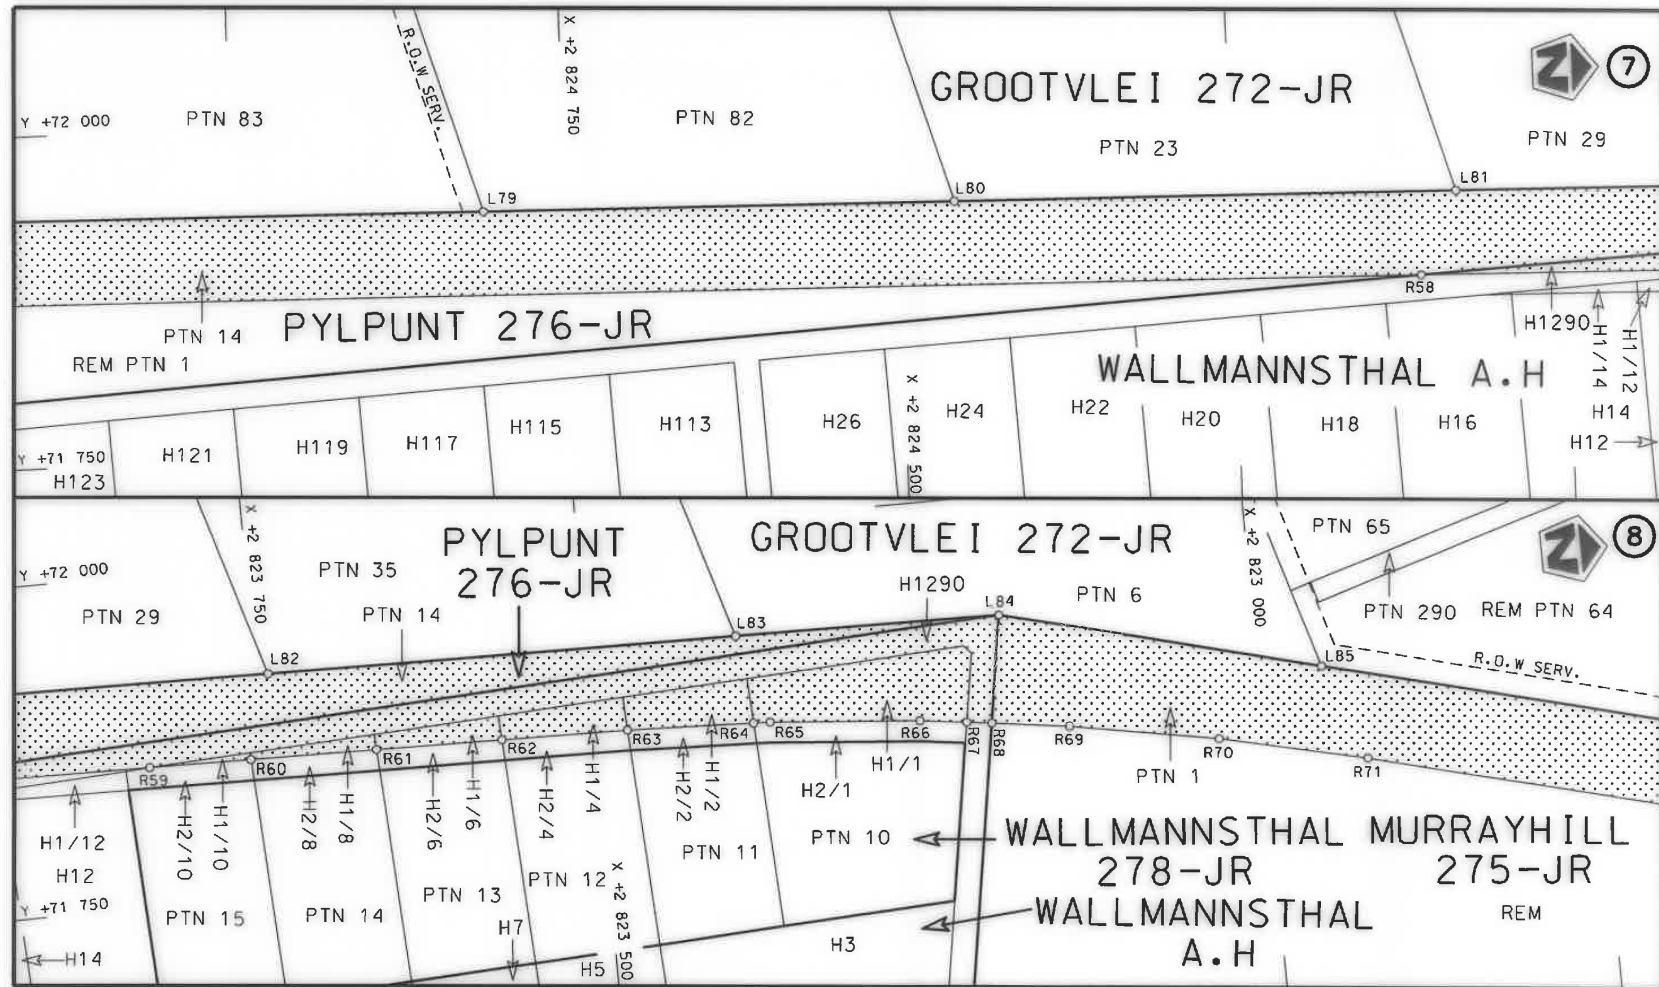 X +2 824 750
R.O.W SERV.
GROOTVLEI 272-JR
N
7
Y +72 000
PTN 83
PTN 82
PTN 23
PTN 29
L79
L80
L81
R58
PTN 14
PYLPUNT 276-JR
REM PTN 1
H1290
H1/14
H1/12
WALLMANNSTHAL A.H
X +2 824 500
H14
H12
Y +71 750
H123
H121
H119
H117
H115
H113
H26
H24
H22
H20
H18
H16
X +2 823 750
PYLPUNT
276-JR
GROOTVLEI 272-JR
X +2 823 000
PTN 65
N
8
Y +72 000
PTN 29
PTN 35
PTN 14
H1290
PTN 6
PTN 290
REM PTN 64
R.O.W SERV.
L82
L83
L84
L85
R59
R60
R61
R62
R63
R64
R65
R66
R67
R68
R69
R70
R71
H1/12
H2/10
H1/10
H2/8
H1/8
H2/6
H1/6
H2/4
H1/4
H2/2
H1/2
H2/1
H1/1
PTN 1
H12
Y +71 750
PTN 15
PTN 14
PTN 13
PTN 12
PTN 11
PTN 10
X +2 823 500
WALLMANNSTHAL
278-JR
MURRAYHILL
275-JR
WALLMANNSTHAL
A.H
REM
H14
H7
H5
H3